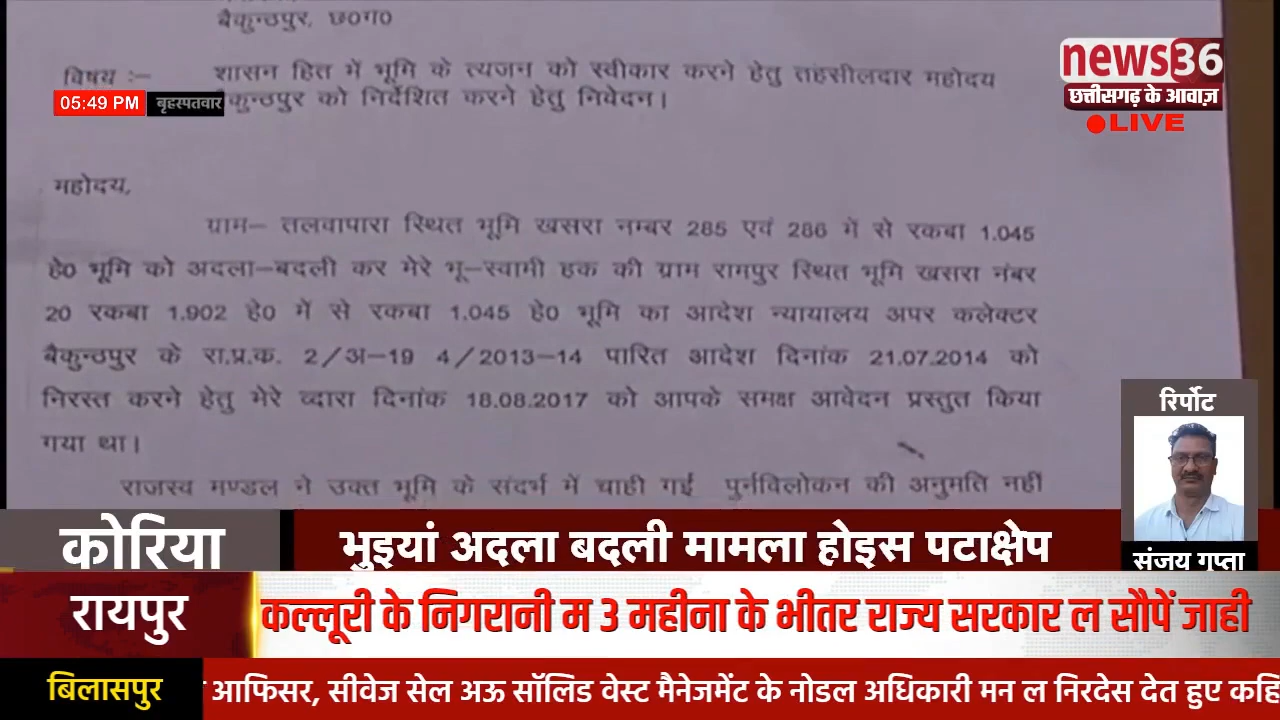 बैकुन्ठपुर, छ०ग०
विषय :— शासन हित में भूमि के त्यजन को स्वीकार करने हेतु तहसीलदार महोदय
कुन्ठपुर को निर्देशित करने हेतु निवेदन।
news36
छत्तीसगढ़ के आवाज़
LIVE
05:49 PM बृहस्पतवार
महोदय,
ग्राम— तलवापारा स्थित भूमि खसरा नम्बर 285 एवं 286 में से रकबा 1.045
हे0 भूमि को अदला—बदली कर मेरे भू—स्वामी हक की ग्राम रामपुर स्थित भूमि खसरा नंबर
20 रकबा 1.902 हे0 में से रकबा 1.045 हे0 भूमि का आदेश न्यायालय अपर कलेक्टर
बैकुन्ठपुर के रा.प्र.क. 2/अ—19 4/2013—14 पारित आदेश दिनांक 21.07.2014 को
निरस्त करने हेतु मेरे व्दारा दिनांक 18.08.2017 को आपके समक्ष आवेदन प्रस्तुत किया
गया था।
राजस्व मण्डल ने उक्त भूमि के संदर्भ में चाही गई पुर्नविलोकन की अनुमति नहीं
रिर्पोट
संजय गुप्ता
कोरिया भुइयां अदला बदली मामला होइस पटाक्षेप
रायपुर कल्लूरी के निगरानी म 3 महीना के भीतर राज्य सरकार ल सौपें जाही
बिलासपुर आफिसर, सीवेज सेल अऊ सॉलिड वेस्ट मैनेजमेंट के नोडल अधिकारी मन ल निरदेस देत हुए कहि